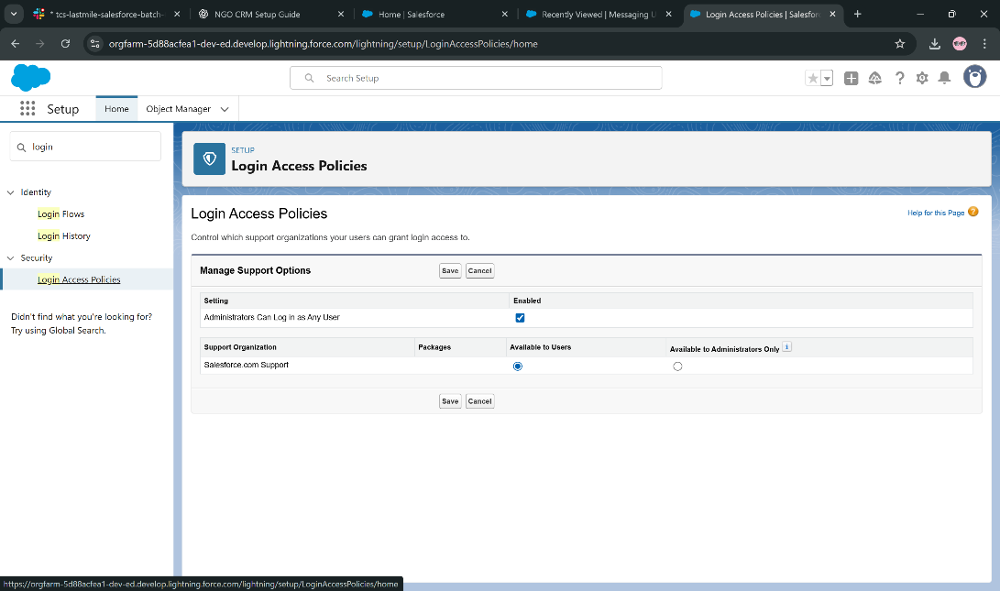 * tcs-lastmile-salesforce-batch-
NGO CRM Setup Guide
Home | Salesforce
Recently Viewed | Messaging U
Login Access Policies | Salesfor
orgfarm-5d88acfea1-dev-ed.develop.lightning.force.com/lightning/setup/LoginAccessPolicies/home
Search Setup
Setup
Home
Object Manager
login
Identity
Login Flows
Login History
Security
Login Access Policies
Didn't find what you're looking for?
Try using Global Search.
SETUP
Login Access Policies
Login Access Policies
Help for this Page
Control which support organizations your users can grant login access to.
Manage Support Options
Save Cancel
Setting Enabled
Administrators Can Log in as Any User
Support Organization Packages Available to Users Available to Administrators Only i
Salesforce.com Support
Save Cancel
https://orgfarm-5d88acfea1-dev-ed.develop.lightning.force.com/lightning/setup/LoginAccessPolicies/home